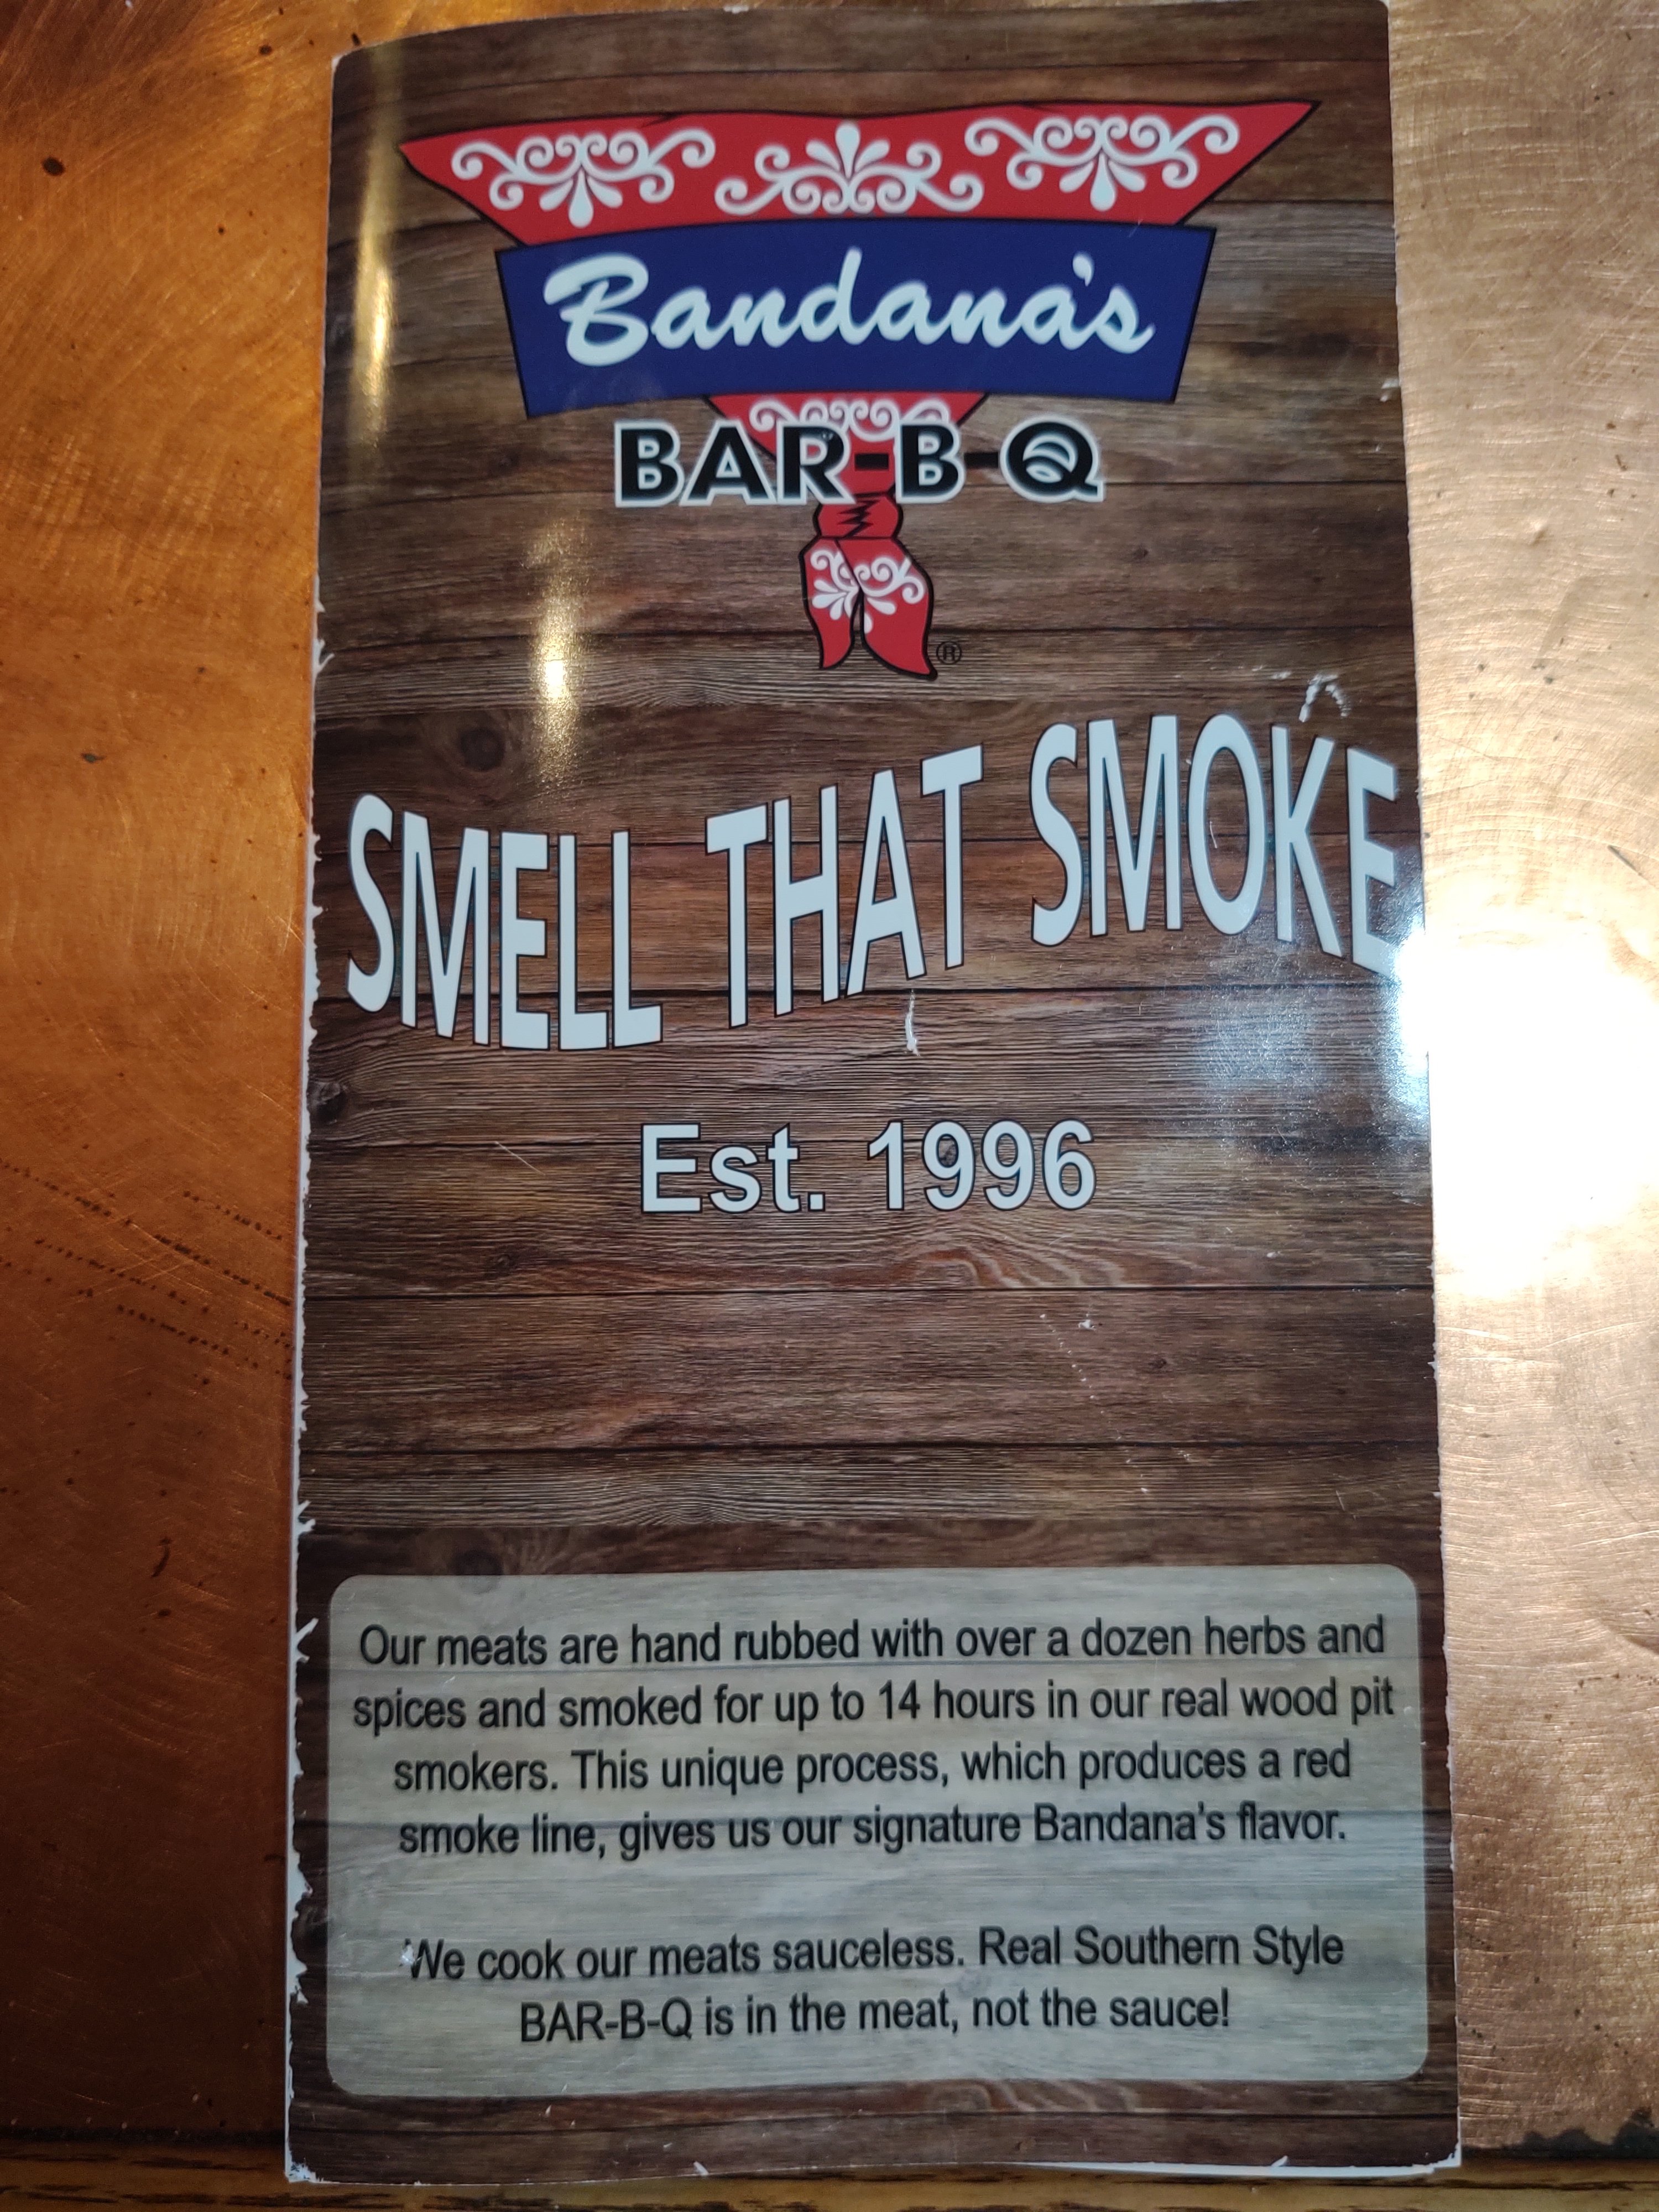 Bandana's
BAR-B-Q
®
SMELL THAT SMOKE
Est. 1996
Our meats are hand rubbed with over a dozen herbs and
spices and smoked for up to 14 hours in our real wood pit
smokers. This unique process, which produces a red
smoke line, gives us our signature Bandana's flavor.
We cook our meats sauceless. Real Southern Style
BAR-B-Q is in the meat, not the sauce!